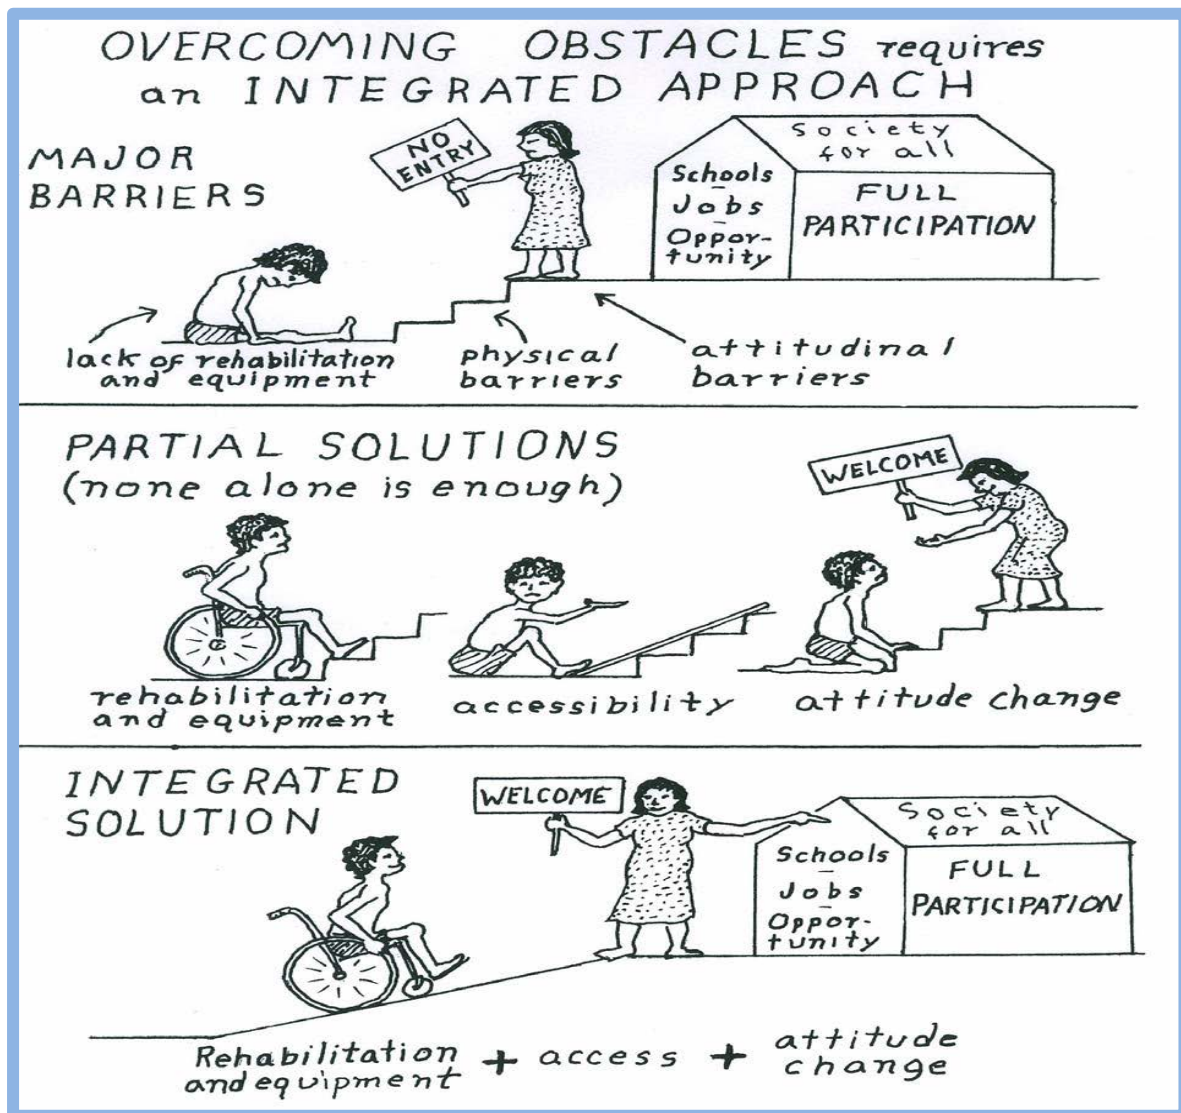 OVERCOMING OBSTACLES requires
an INTEGRATED APPROACH
MAJOR
BARRIERS
NO
ENTRY
Society
for all
Schools
-
Jobs
-
Oppor-
tunity
FULL
PARTICIPATION
lack of rehabilitation
and equipment
physical
barriers
attitudinal
barriers
PARTIAL SOLUTIONS
(none alone is enough)
WELCOME
rehabilitation
and equipment
accessibility
attitude change
INTEGRATED
SOLUTION
WELCOME
Society
for all
Schools
-
Jobs
-
Oppor-
tunity
FULL
PARTICIPATION
Rehabilitation
and equipment
+ access +
attitude
change